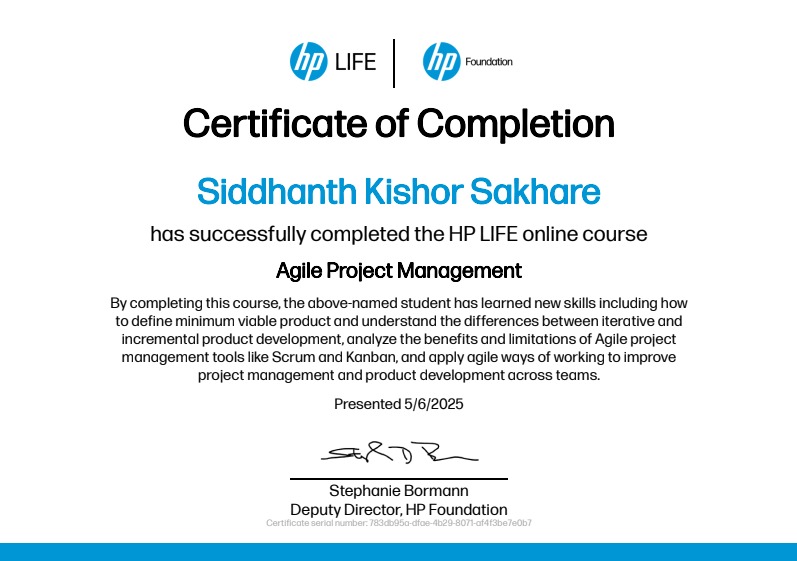 hp LIFE hp Foundation
Certificate of Completion
Siddhanth Kishor Sakhare
has successfully completed the HP LIFE online course
Agile Project Management
By completing this course, the above-named student has learned new skills including how
to define minimum viable product and understand the differences between iterative and
incremental product development, analyze the benefits and limitations of Agile project
management tools like Scrum and Kanban, and apply agile ways of working to improve
project management and product development across teams.
Presented 5/6/2025
Stephanie Bormann
Deputy Director, HP Foundation
Certificate serial number: 783db95a-dfae-4b29-8071-af4f3be7e0b7